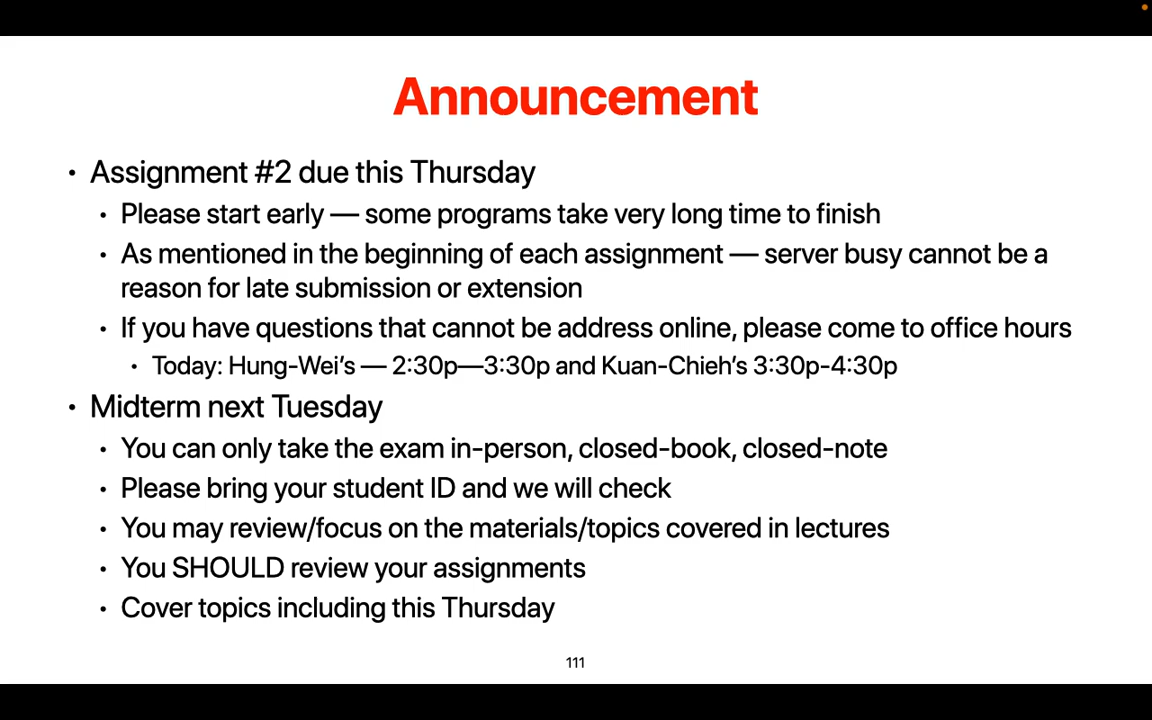 Announcement
• Assignment #2 due this Thursday
• Please start early — some programs take very long time to finish
• As mentioned in the beginning of each assignment — server busy cannot be a
reason for late submission or extension
• If you have questions that cannot be address online, please come to office hours
• Today: Hung-Wei’s — 2:30p—3:30p and Kuan-Chieh’s 3:30p-4:30p
• Midterm next Tuesday
• You can only take the exam in-person, closed-book, closed-note
• Please bring your student ID and we will check
• You may review/focus on the materials/topics covered in lectures
• You SHOULD review your assignments
• Cover topics including this Thursday
111